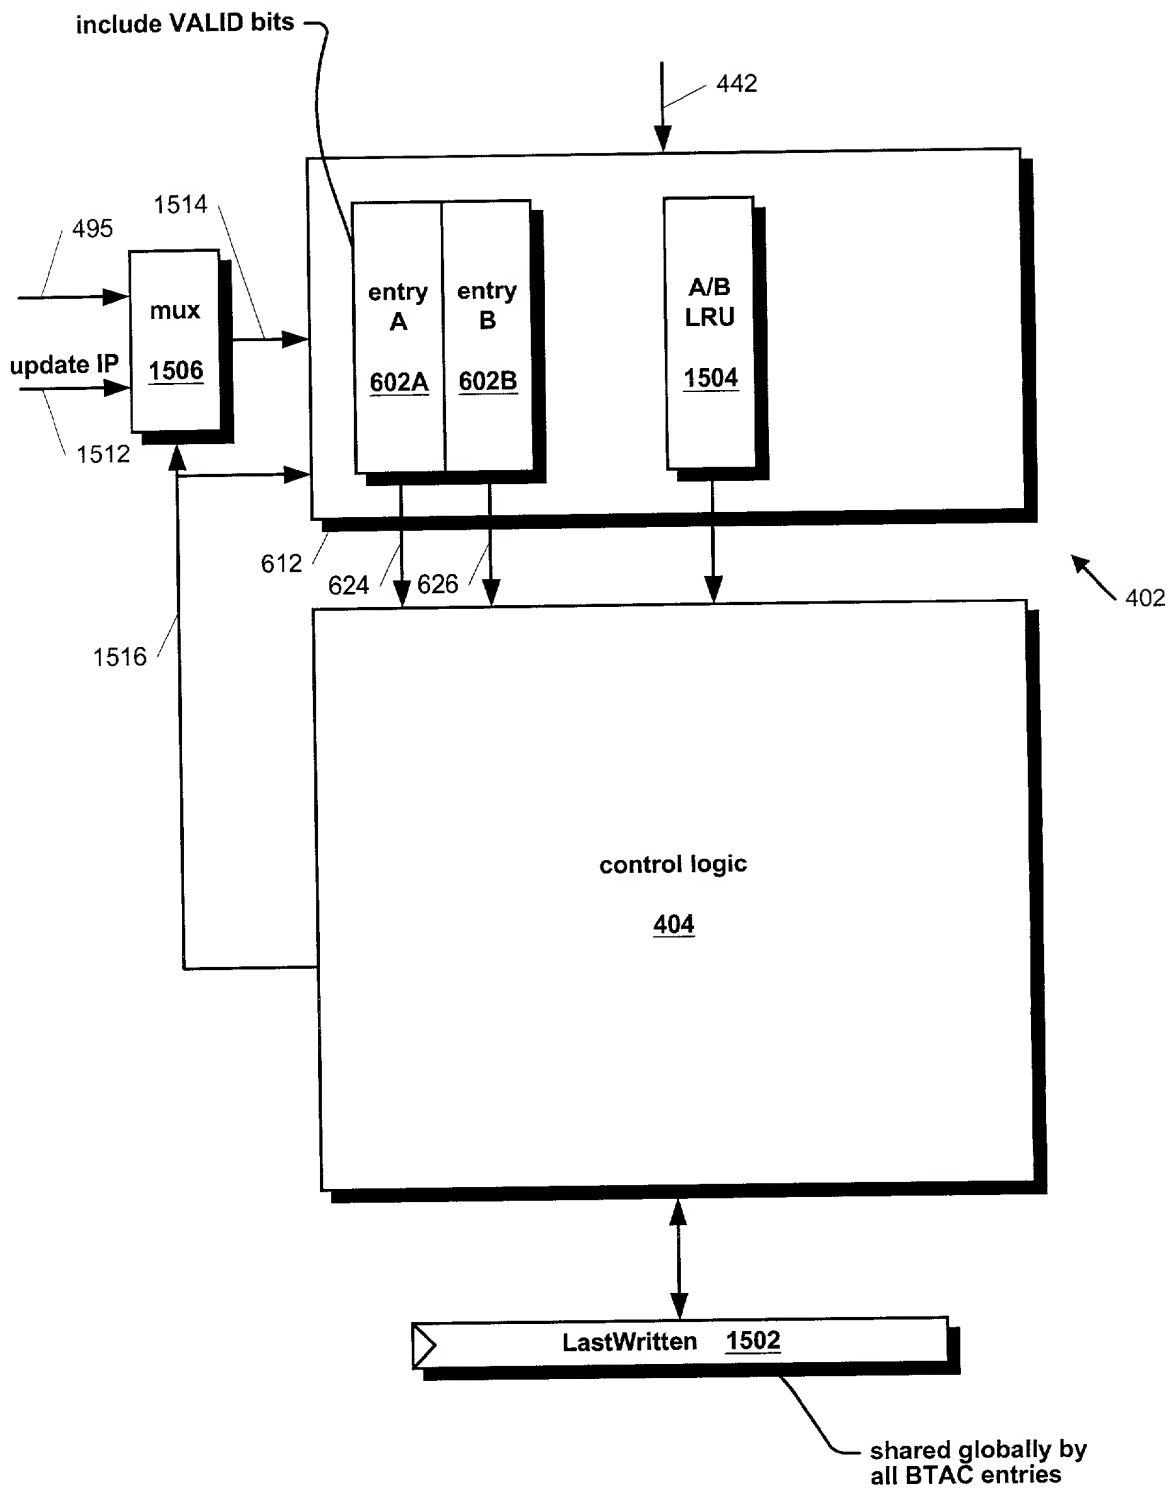 include VALID bits
442
1514
495
mux
1506
update IP
1512
entry
A
602A
entry
B
602B
A/B
LRU
1504
612
624
626
402
1516
control logic
404
LastWritten 1502
shared globally by
all BTAC entries